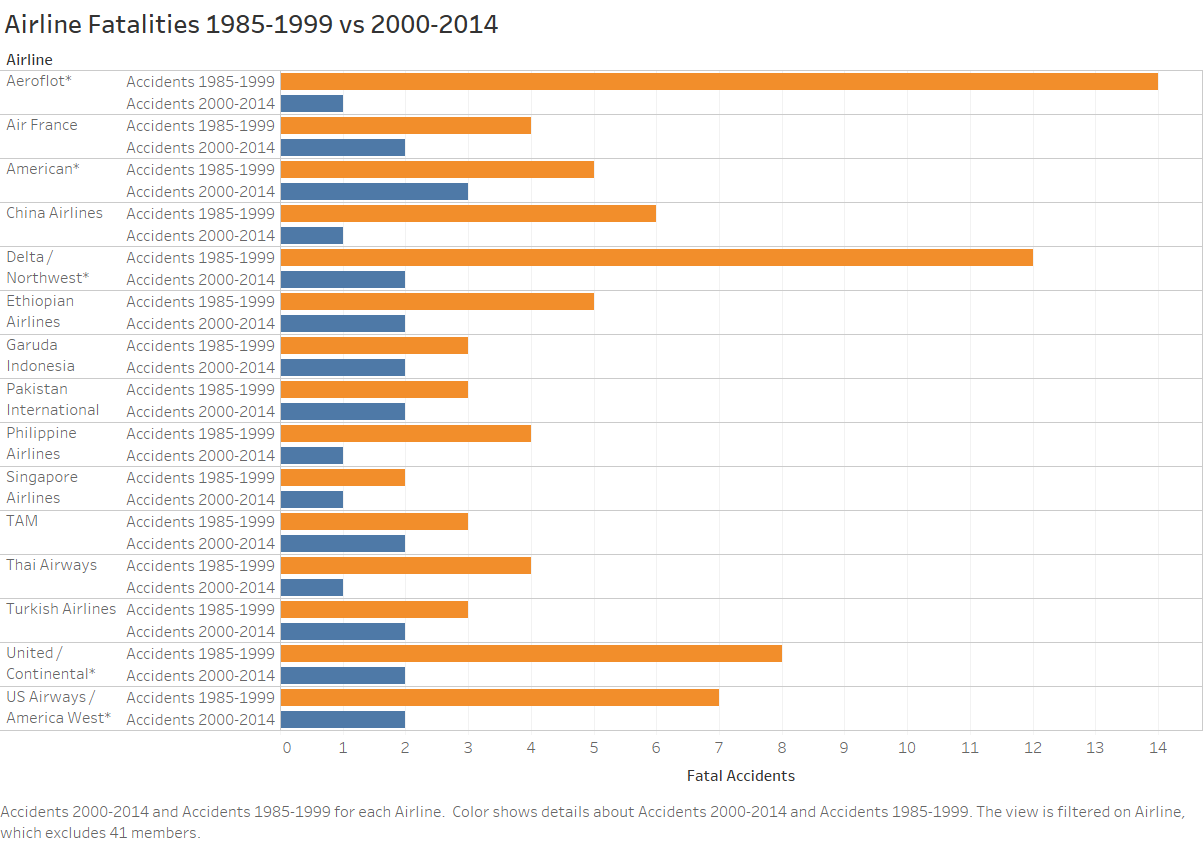 Airline Fatalities 1985-1999 vs 2000-2014
Airline
Aeroflot* Accidents 1985-1999
Accidents 2000-2014
Air France Accidents 1985-1999
Accidents 2000-2014
American* Accidents 1985-1999
Accidents 2000-2014
China Airlines Accidents 1985-1999
Accidents 2000-2014
Delta / Accidents 1985-1999
Northwest* Accidents 2000-2014
Ethiopian Accidents 1985-1999
Airlines Accidents 2000-2014
Garuda Accidents 1985-1999
Indonesia Accidents 2000-2014
Pakistan Accidents 1985-1999
International Accidents 2000-2014
Philippine Accidents 1985-1999
Airlines Accidents 2000-2014
Singapore Accidents 1985-1999
Airlines Accidents 2000-2014
TAM Accidents 1985-1999
Accidents 2000-2014
Thai Airways Accidents 1985-1999
Accidents 2000-2014
Turkish Airlines Accidents 1985-1999
Accidents 2000-2014
United / Accidents 1985-1999
Continental* Accidents 2000-2014
US Airways / Accidents 1985-1999
America West* Accidents 2000-2014
0 1 2 3 4 5 6 7 8 9 10 11 12 13 14
Fatal Accidents
Accidents 2000-2014 and Accidents 1985-1999 for each Airline. Color shows details about Accidents 2000-2014 and Accidents 1985-1999. The view is filtered on Airline,
which excludes 41 members.